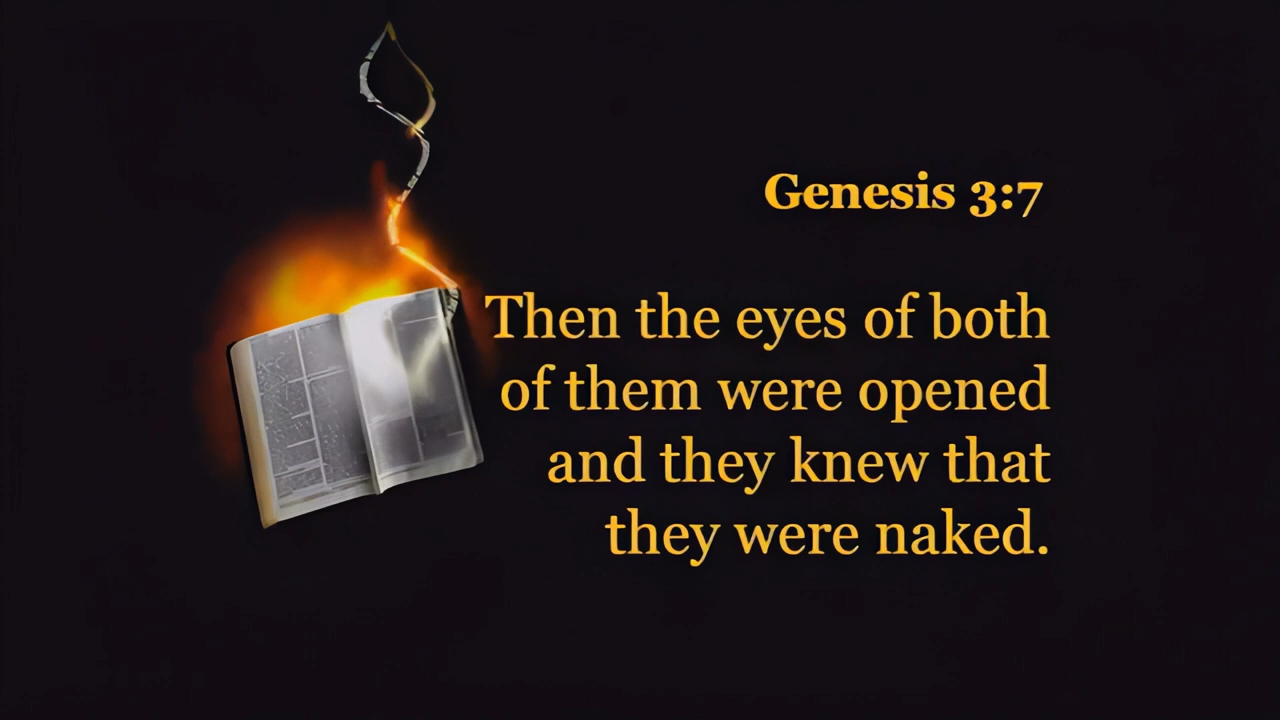 Genesis 3:7
Then the eyes of both
of them were opened
and they knew that
they were naked.